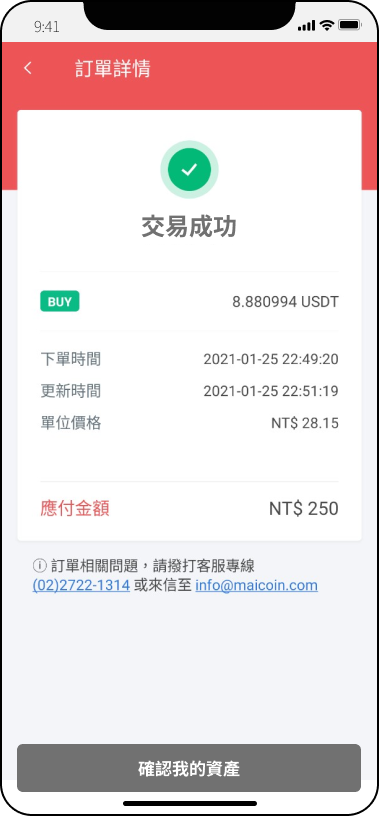 9:41
訂單詳情
交易成功
BUY 8.880994 USDT
下單時間 2021-01-25 22:49:20
更新時間 2021-01-25 22:51:19
單位價格 NT$ 28.15
應付金額 NT$ 250
ⓘ 訂單相關問題，請撥打客服專線
(02)2722-1314 或來信至 info@maicoin.com
確認我的資產